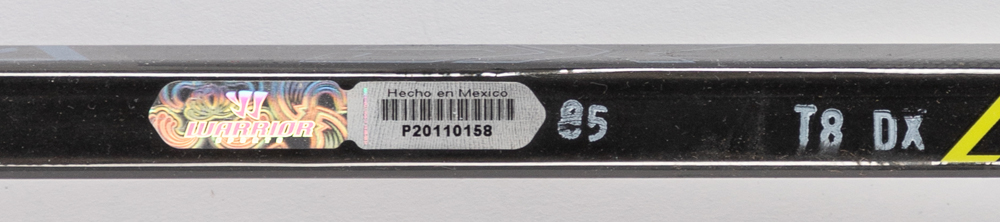 WARRIOR
Hecho en Mexico
P20110158
85
T8 DX